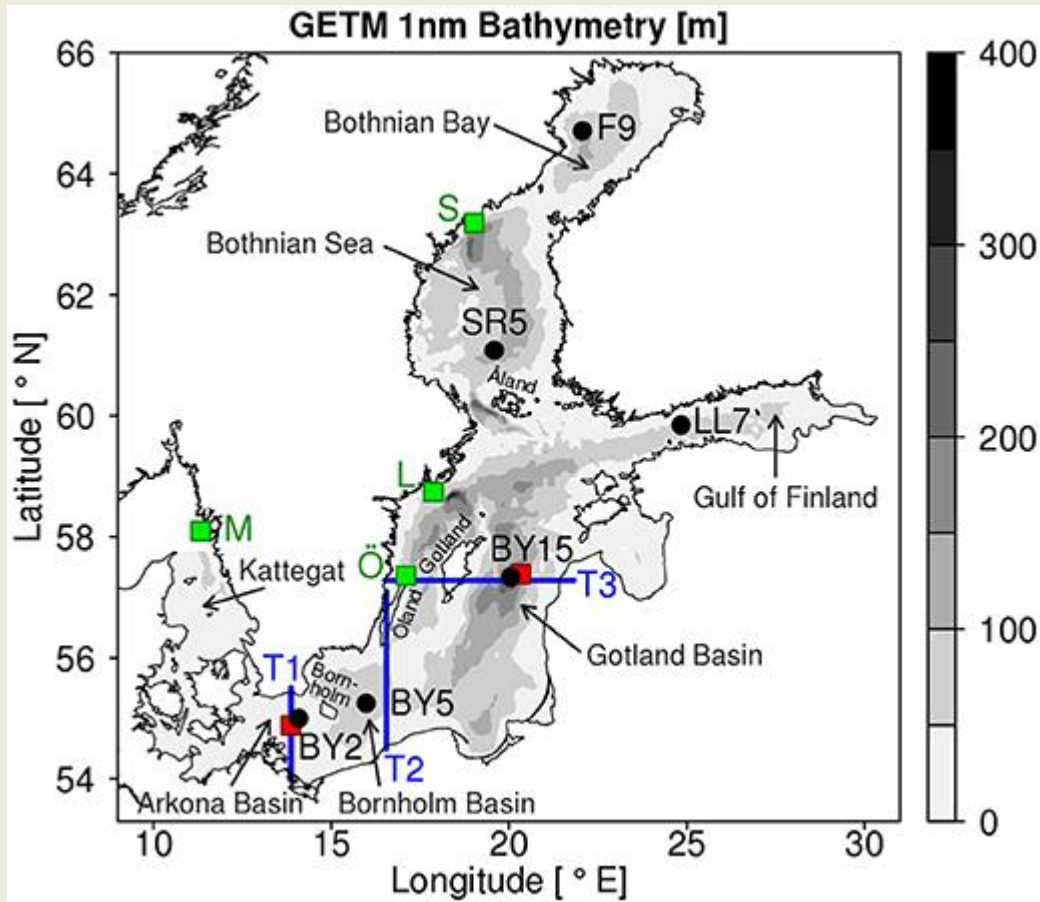 GETM 1nm Bathymetry [m]
66
400
Bothnian Bay
F9
64
S
300
Bothnian Sea
62
SR5
Åland
Latitude [ ° N]
60
LL7
200
L
Gulf of Finland
58
M
Gotland
BY15
Ö
Kattegat
T3
Öland
100
56
Gotland Basin
T1
Born-
holm
BY5
BY2
54
T2
Arkona Basin
Bornholm Basin
0
10
15
20
25
30
Longitude [ ° E]